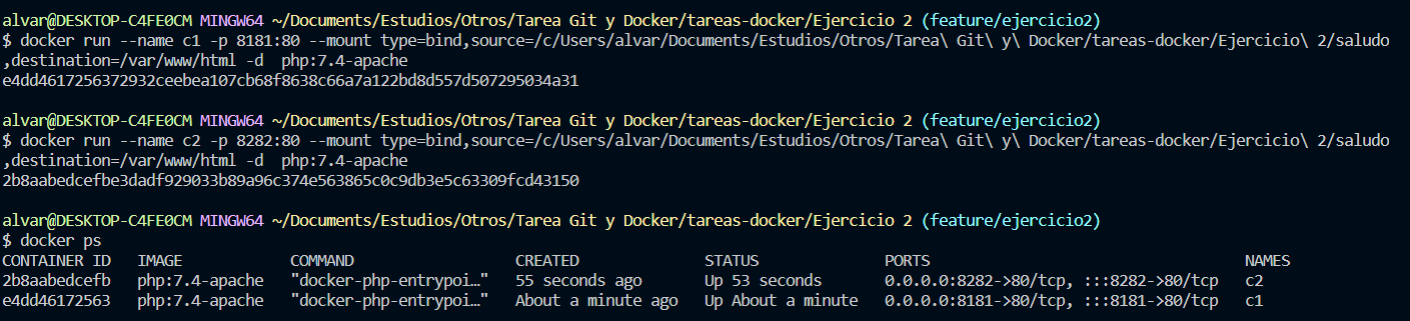 alvar@DESKTOP-C4FE0CM MINGW64 ~/Documents/Estudios/Otros/Tarea Git y Docker/tareas-docker/Ejercicio 2 (feature/ejercicio2)
$ docker run --name c1 -p 8181:80 --mount type=bind,source=/c/Users/alvar/Documents/Estudios/Otros/Tarea\ Git\ y\ Docker/tareas-docker/Ejercicio\ 2/saludo
,destination=/var/www/html -d  php:7.4-apache
e4dd4617256372932ceebea107cb68f8638c66a7a122bd8d557d507295034a31
alvar@DESKTOP-C4FE0CM MINGW64 ~/Documents/Estudios/Otros/Tarea Git y Docker/tareas-docker/Ejercicio 2 (feature/ejercicio2)
$ docker run --name c2 -p 8282:80 --mount type=bind,source=/c/Users/alvar/Documents/Estudios/Otros/Tarea\ Git\ y\ Docker/tareas-docker/Ejercicio\ 2/saludo
,destination=/var/www/html -d  php:7.4-apache
2b8aabedcefbe3dadf929033b89a96c374e563865c0c9db3e5c63309fcd43150
alvar@DESKTOP-C4FE0CM MINGW64 ~/Documents/Estudios/Otros/Tarea Git y Docker/tareas-docker/Ejercicio 2 (feature/ejercicio2)
$ docker ps
CONTAINER ID   IMAGE            COMMAND                  CREATED              STATUS              PORTS                                   NAMES
2b8aabedcefb   php:7.4-apache   "docker-php-entrypoi…"   55 seconds ago       Up 53 seconds       0.0.0.0:8282->80/tcp, :::8282->80/tcp   c2
e4dd46172563   php:7.4-apache   "docker-php-entrypoi…"   About a minute ago   Up About a minute   0.0.0.0:8181->80/tcp, :::8181->80/tcp   c1